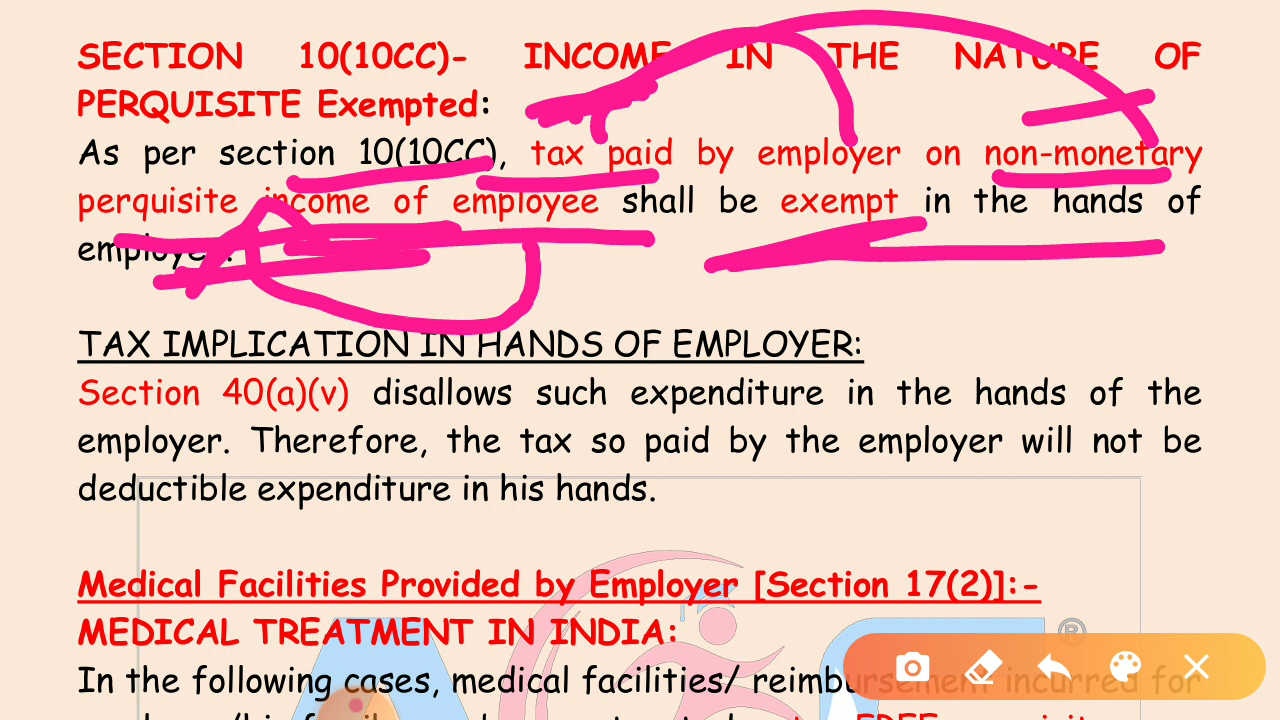 SECTION 10(10CC)- INCOME IN THE NATURE OF
PERQUISITE Exempted:
As per section 10(10CC), tax paid by employer on non-monetary
perquisite income of employee shall be exempt in the hands of
TAX IMPLICATION IN HANDS OF EMPLOYER:
Section 40(a)(v) disallows such expenditure in the hands of the
employer. Therefore, the tax so paid by the employer will not be
deductible expenditure in his hands.
Medical Facilities Provided by Employer [Section 17(2)]:-
MEDICAL TREATMENT IN INDIA:
In the following cases, medical facilities/ reimbursement incurred for